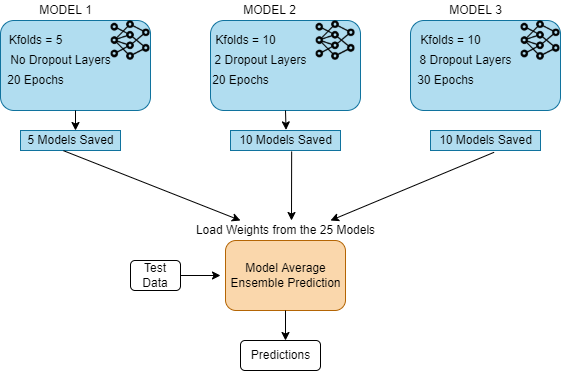 MODEL 1
Kfolds = 5
No Dropout Layers
20 Epochs
5 Models Saved
MODEL 2
Kfolds = 10
2 Dropout Layers
20 Epochs
10 Models Saved
MODEL 3
Kfolds = 10
8 Dropout Layers
30 Epochs
10 Models Saved
Load Weights from the 25 Models
Test
Data
Model Average
Ensemble Prediction
Predictions